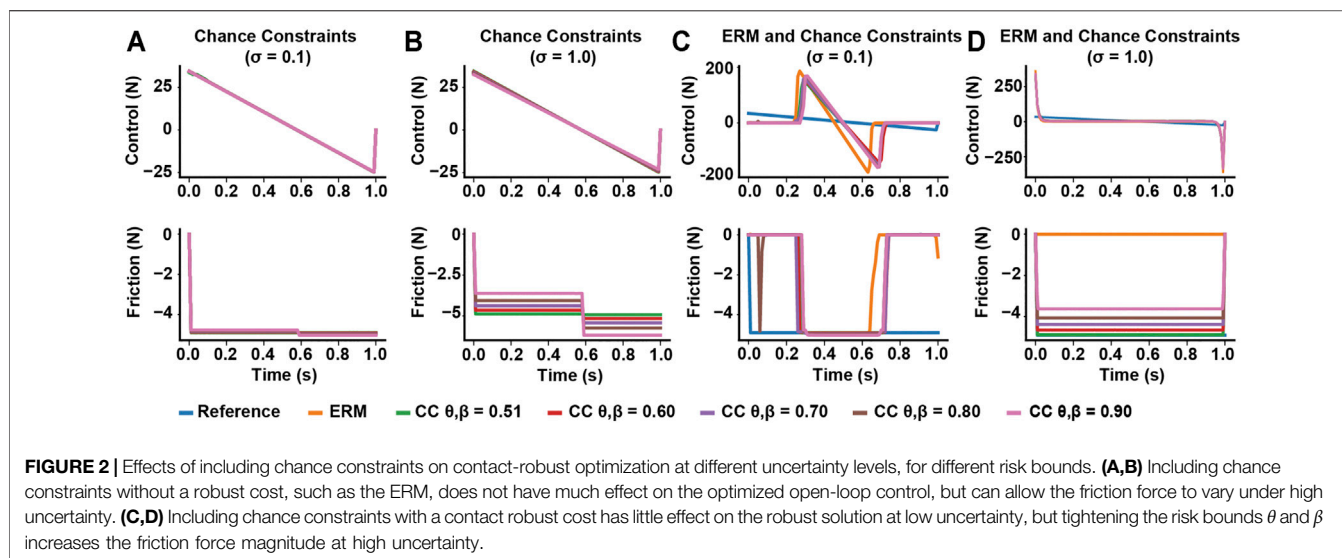 A Chance Constraints (σ = 0.1)
Control (N)
25
0
−25
0.0 0.2 0.4 0.6 0.8 1.0
Friction (N)
0
−2
−4
0.0 0.2 0.4 0.6 0.8 1.0
Time (s)
B Chance Constraints (σ = 1.0)
Control (N)
25
0
−25
0.0 0.2 0.4 0.6 0.8 1.0
Friction (N)
0
−2.5
−5
0.0 0.2 0.4 0.6 0.8 1.0
Time (s)
C ERM and Chance Constraints (σ = 0.1)
Control (N)
200
0
-200
0.0 0.2 0.4 0.6 0.8 1.0
Friction (N)
0
−2
−4
0.0 0.2 0.4 0.6 0.8 1.0
Time (s)
D ERM and Chance Constraints (σ = 1.0)
Control (N)
250
0
−250
0.0 0.2 0.4 0.6 0.8 1.0
Friction (N)
0
−2
−4
0.0 0.2 0.4 0.6 0.8 1.0
Time (s)
Reference ERM CC θ,β = 0.51 CC θ,β = 0.60 CC θ,β = 0.70 CC θ,β = 0.80 CC θ,β = 0.90
FIGURE 2 | Effects of including chance constraints on contact-robust optimization at different uncertainty levels, for different risk bounds. (A,B) Including chance
constraints without a robust cost, such as the ERM, does not have much effect on the optimized open-loop control, but can allow the friction force to vary under high
uncertainty. (C,D) Including chance constraints with a contact robust cost has little effect on the robust solution at low uncertainty, but tightening the risk bounds θ and β
increases the friction force magnitude at high uncertainty.